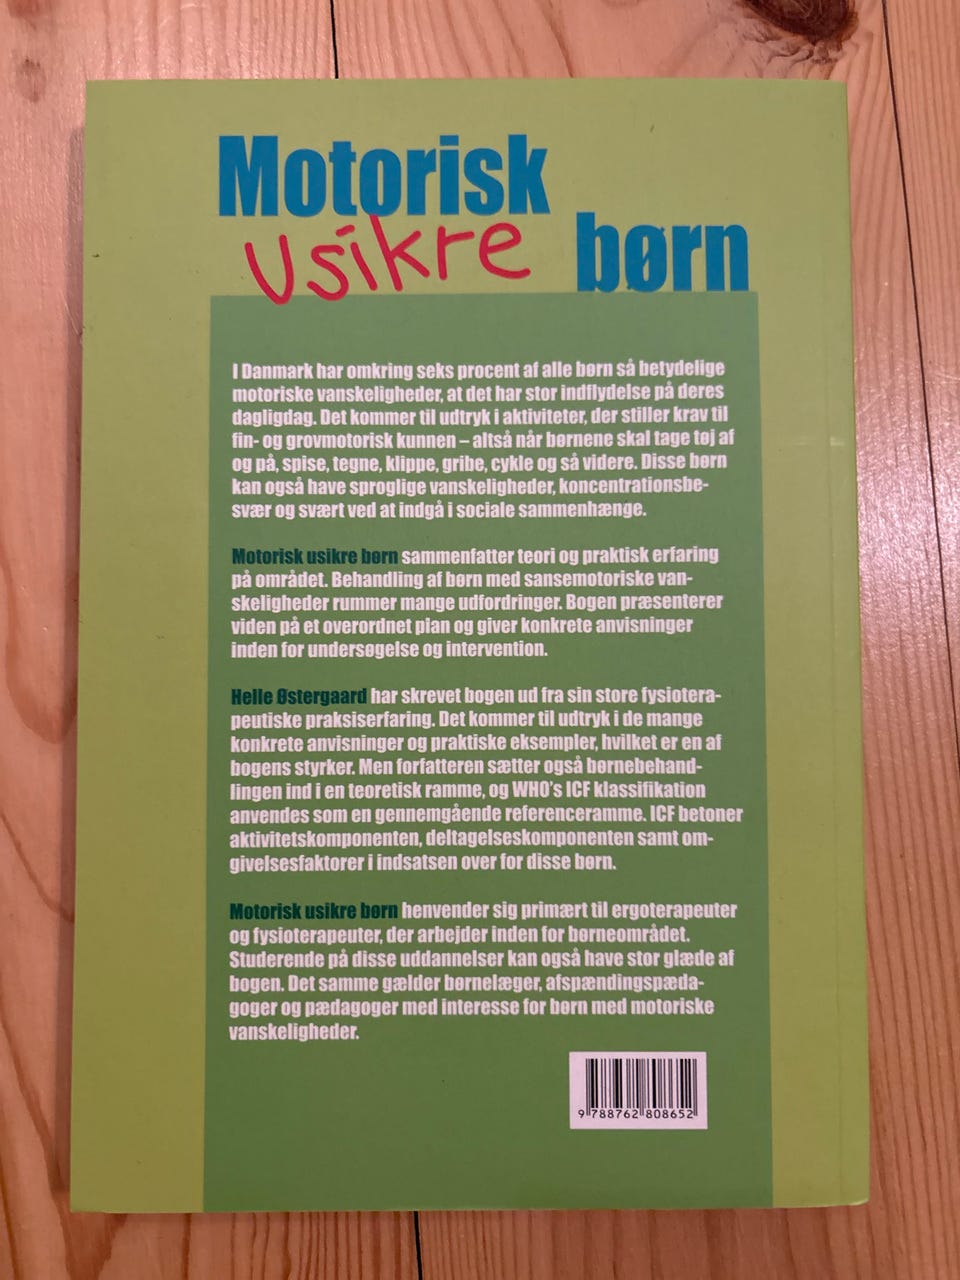 Motorisk
usikre børn
I Danmark har omkring seks procent af alle børn så betydelige
motoriske vanskeligheder, at det har stor indflydelse på deres
dagligdag. Det kommer til udtryk i aktiviteter, der stiller krav til
fin- og grovmotorisk kunnen – altså når børnene skal tage tøj af
og på, spise, tegne, klippe, gribe, cykle og så videre. Disse børn
kan også have sproglige vanskeligheder, koncentrationsbe-
svær og svært ved at indgå i sociale sammenhænge.
Motorisk usikre børn sammenfatter teori og praktisk erfaring
på området. Behandling af børn med sansemotoriske van-
skeligheder rummer mange udfordringer. Bogen præsenterer
viden på et overordnet plan og giver konkrete anvisninger
inden for undersøgelse og intervention.
Helle Østergaard har skrevet bogen ud fra sin store fysiotera-
peutiske praksiserfaring. Det kommer til udtryk i de mange
konkrete anvisninger og praktiske eksempler, hvilket er en af
bogens styrker. Men forfatteren sætter også børnebehand-
lingen ind i en teoretisk ramme, og WHO's ICF klassifikation
anvendes som en gennemgående referenceramme. ICF betoner
aktivitetskomponenten, deltagelseskomponenten samt om-
givelsesfaktorer i indsatsen over for disse børn.
Motorisk usikre børn henvender sig primært til ergoterapeuter
og fysioterapeuter, der arbejder inden for børneområdet.
Studerende på disse uddannelser kan også have stor glæde af
bogen. Det samme gælder børnelæger, afspændingspæda-
goger og pædagoger med interesse for børn med motoriske
vanskeligheder.
9 788762 808652